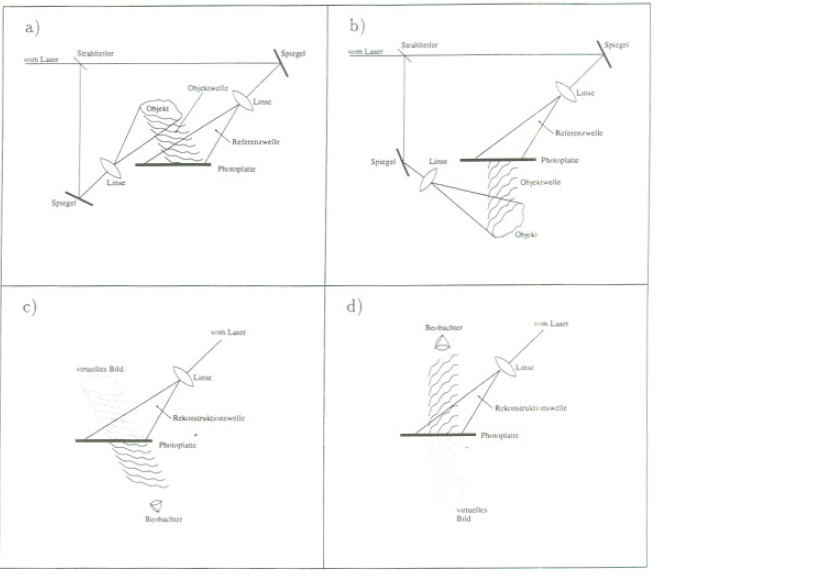 a)
vom Laser
Strahlteiler
Spiegel
Objektwelle
Objekt
Linse
Referenzwelle
Photoplatte
Linse
Spiegel
b)
vom Laser
Strahlteiler
Spiegel
Linse
Referenzwelle
Spiegel
Linse
Photoplatte
Objektwelle
Objekt
c)
vom Laser
virtuelles Bild
Linse
Rekonstruktionswelle
Photoplatte
Beobachter
d)
Beobachter
vom Laser
Linse
Rekonstruktionswelle
Photoplatte
virtuelles
Bild